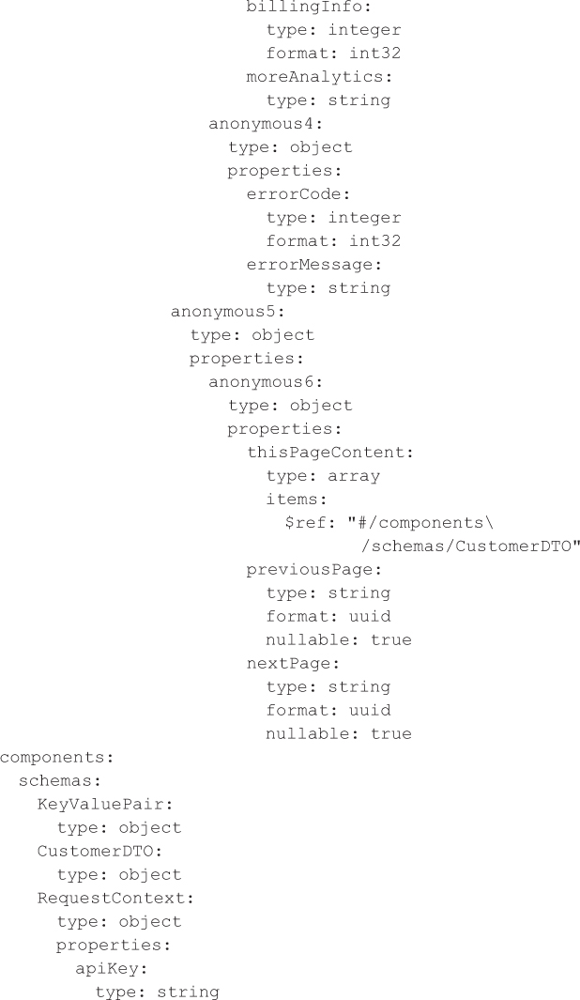 billingInfo:
type: integer
format: int32
moreAnalytics:
type: string
anonymous4:
type: object
properties:
errorCode:
type: integer
format: int32
errorMessage:
type: string
anonymous5:
type: object
properties:
anonymous6:
type: object
properties:
thisPageContent:
type: array
items:
$ref: "#/components\
/schemas/CustomerDTO"
previousPage:
type: string
format: uuid
nullable: true
nextPage:
type: string
format: uuid
nullable: true
components:
schemas:
KeyValuePair:
type: object
CustomerDTO:
type: object
RequestContext:
type: object
properties:
apiKey:
type: string